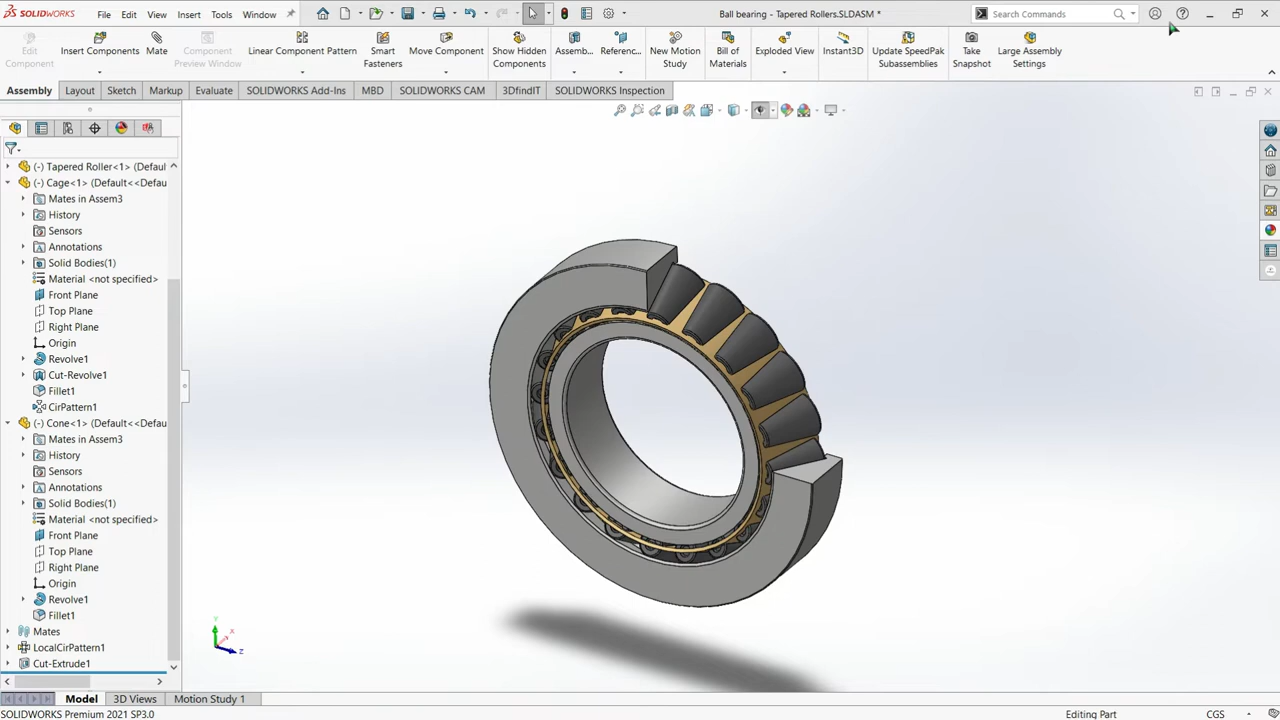 SOLIDWORKS
File Edit View Insert Tools Window
Ball bearing - Tapered Rollers.SLDASM *
Search Commands
Edit Component
Insert Components
Mate
Component Preview Window
Linear Component Pattern
Smart Fasteners
Move Component
Show Hidden Components
Assemb...
Referenc...
New Motion Study
Bill of Materials
Exploded View
Instant3D
Update SpeedPak Subassemblies
Take Snapshot
Large Assembly Settings
Assembly Layout Sketch Markup Evaluate SOLIDWORKS Add-Ins MBD SOLIDWORKS CAM 3DfindIT SOLIDWORKS Inspection
(-) Tapered Roller<1> (Defaul
(-) Cage<1> (Default<<Defau
Mates in Assem3
History
Sensors
Annotations
Solid Bodies(1)
Material <not specified>
Front Plane
Top Plane
Right Plane
Origin
Revolve1
Cut-Revolve1
Fillet1
CirPattern1
(-) Cone<1> (Default<<Defau
Mates in Assem3
History
Sensors
Annotations
Solid Bodies(1)
Material <not specified>
Front Plane
Top Plane
Right Plane
Origin
Revolve1
Fillet1
Mates
LocalCirPattern1
Cut-Extrude1
Y
X
Z
Model 3D Views Motion Study 1
SOLIDWORKS Premium 2021 SP3.0
Editing Part
CGS